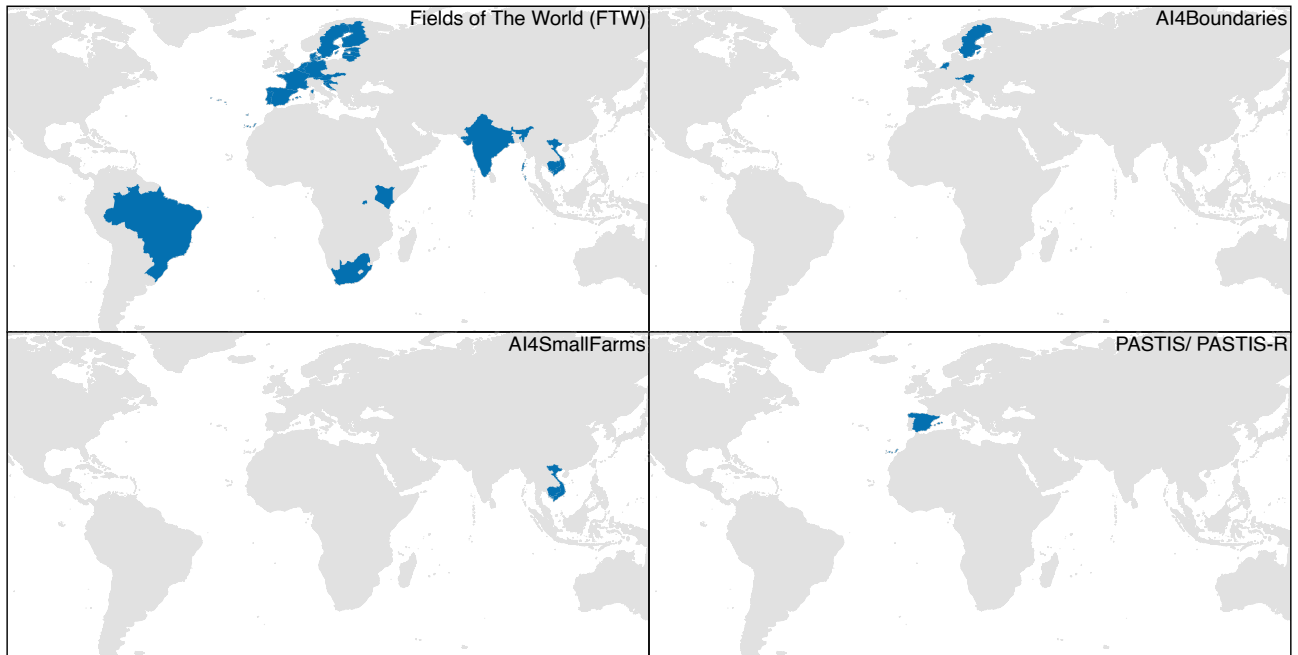 Fields of The World (FTW)
AI4Boundaries
AI4SmallFarms
PASTIS/ PASTIS-R